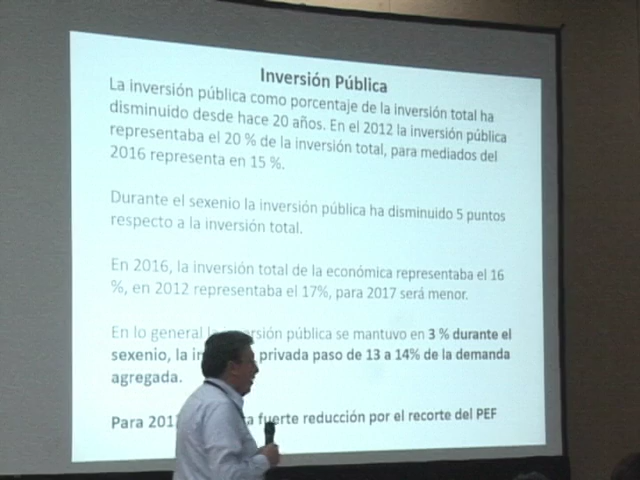 Inversión Pública
La inversión pública como porcentaje de la inversión total ha
disminuido desde hace 20 años. En el 2012 la inversión pública
representaba el 20 % de la inversión total, para mediados del
2016 representa en 15 %.
Durante el sexenio la inversión pública ha disminuido 5 puntos
respecto a la inversión total.
En 2016, la inversión total de la económica representaba el 16
%, en 2012 representaba el 17%, para 2017 será menor.
En lo general pública se mantuvo en 3 % durante el
sexenio, la privada paso de 13 a 14% de la demanda
agregada.
Para fuerte reducción por el recorte del PEF